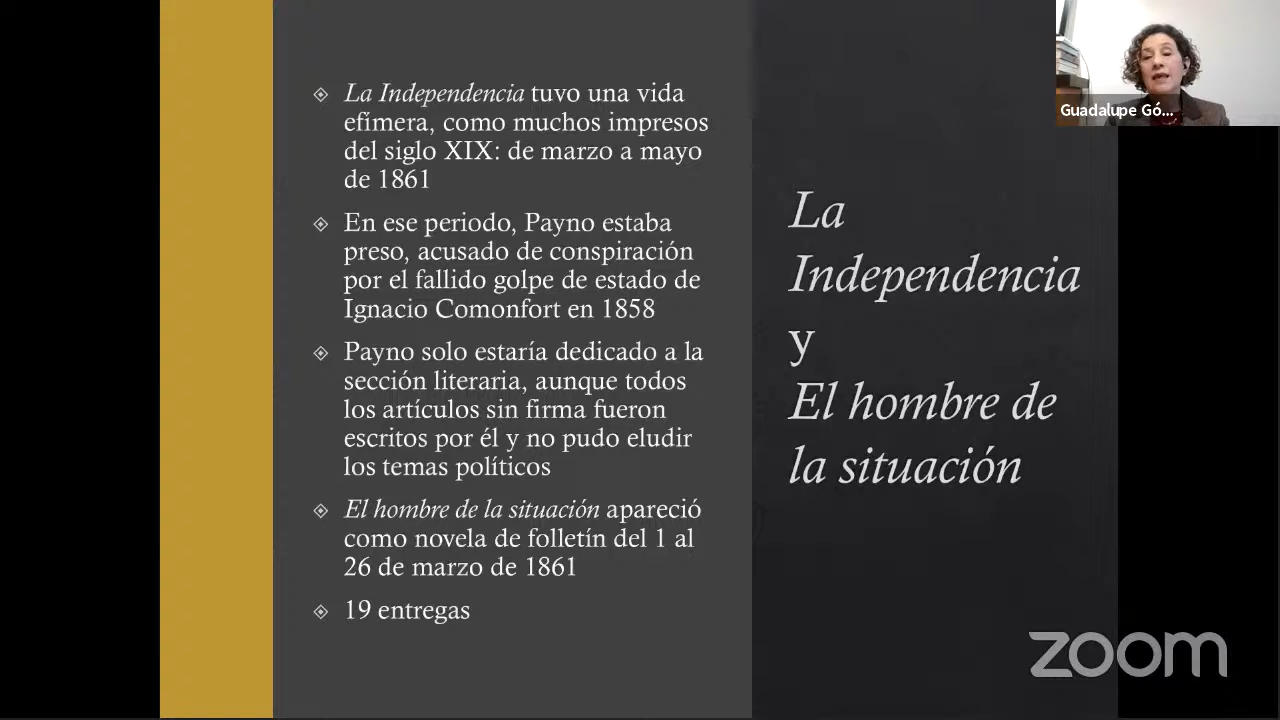 La Independencia tuvo una vida
efímera, como muchos impresos
del siglo XIX: de marzo a mayo
de 1861
En ese periodo, Payno estaba
preso, acusado de conspiración
por el fallido golpe de estado de
Ignacio Comonfort en 1858
Payno solo estaría dedicado a la
sección literaria, aunque todos
los artículos sin firma fueron
escritos por él y no pudo eludir
los temas políticos
El hombre de la situación apareció
como novela de folletín del 1 al
26 de marzo de 1861
19 entregas
La
Independencia
y
El hombre de
la situación
Guadalupe Gó...
zoom